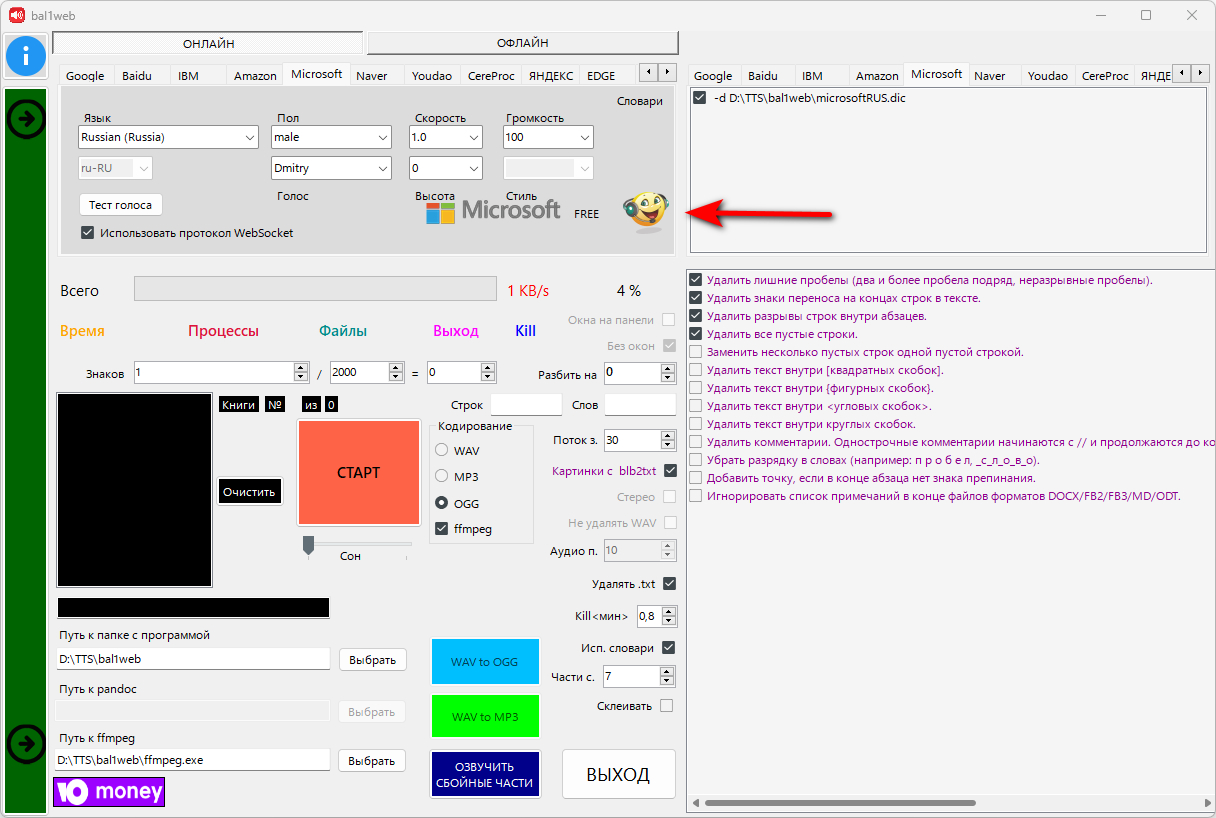 bal1web
ОНЛАЙН
ОФЛАЙН
Google Baidu IBM Amazon Microsoft Naver Youdao CereProc ЯНДЕКС EDGE
Словари
Язык Пол Скорость Громкость
Russian (Russia) male 1.0 100
ru-RU Dmitry 0
Голос Высота Стиль
Тест голоса
Microsoft FREE
Использовать протокол WebSocket
Google Baidu IBM Amazon Microsoft Naver Youdao CereProc ЯНДЕ
-d D:\TTS\bal1web\microsoftRUS.dic
Всего 1 KB/s 4 %
Время Процессы Файлы Выход Kill
Окна на панели
Без окон
Знаков 1 / 2000 = 0 Разбить на 0
Книги № из 0 Строк Слов
Очистить
СТАРТ
Сон
Кодирование
WAV
MP3
OGG
ffmpeg
Поток з. 30
Картинки с blb2txt
Стерео
Не удалять WAV
Аудио п. 10
Удалять .txt
Kill<мин> 0,8
Исп. словари
Части с. 7
Склеивать
Путь к папке с программой
D:\TTS\bal1web Выбрать
Путь к pandoc
Выбрать
Путь к ffmpeg
D:\TTS\bal1web\ffmpeg.exe Выбрать
Ю money
WAV to OGG
WAV to MP3
ОЗВУЧИТЬ
СБОЙНЫЕ ЧАСТИ
ВЫХОД
Удалить лишние пробелы (два и более пробела подряд, неразрывные пробелы).
Удалить знаки переноса на концах строк в тексте.
Удалить разрывы строк внутри абзацев.
Удалить все пустые строки.
Заменить несколько пустых строк одной пустой строкой.
Удалить текст внутри [квадратных скобок].
Удалить текст внутри {фигурных скобок}.
Удалить текст внутри <угловых скобок>.
Удалить текст внутри круглых скобок.
Удалить комментарии. Однострочные комментарии начинаются с // и продолжаются до ко
Убрать разрядку в словах (например: п р о б е л, _с_л_о_в_о).
Добавить точку, если в конце абзаца нет знака препинания.
Игнорировать список примечаний в конце файлов форматов DOCX/FB2/FB3/MD/ODT.